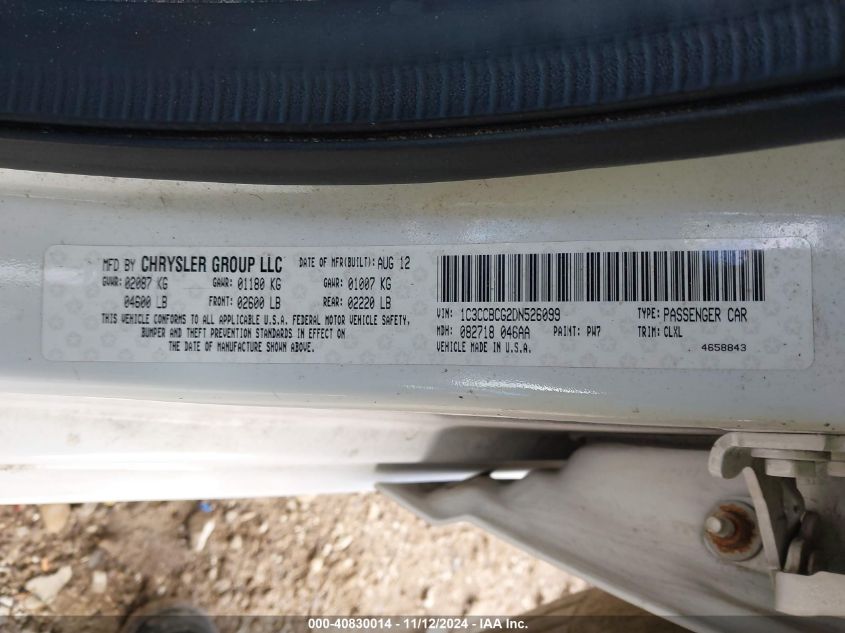 MFD BY CHRYSLER GROUP LLC DATE OF MFR(BUILT): AUG 12
GVWR: 02087 KG GAWR: 01180 KG GAWR: 01007 KG
04600 LB FRONT: 02600 LB REAR: 02220 LB
THIS VEHICLE CONFORMS TO ALL APPLICABLE U.S.A. FEDERAL MOTOR VEHICLE SAFETY,
BUMPER AND THEFT PREVENTION STANDARDS IN EFFECT ON
THE DATE OF MANUFACTURE SHOWN ABOVE.
VIN: 1C3CCBCG2DN526099 TYPE: PASSENGER CAR
MDH: 082718 046AA PAINT: PW7 TRIM: CLXL
VEHICLE MADE IN U.S.A. 4658843
000-40830014 - 11/12/2024 - IAA Inc.